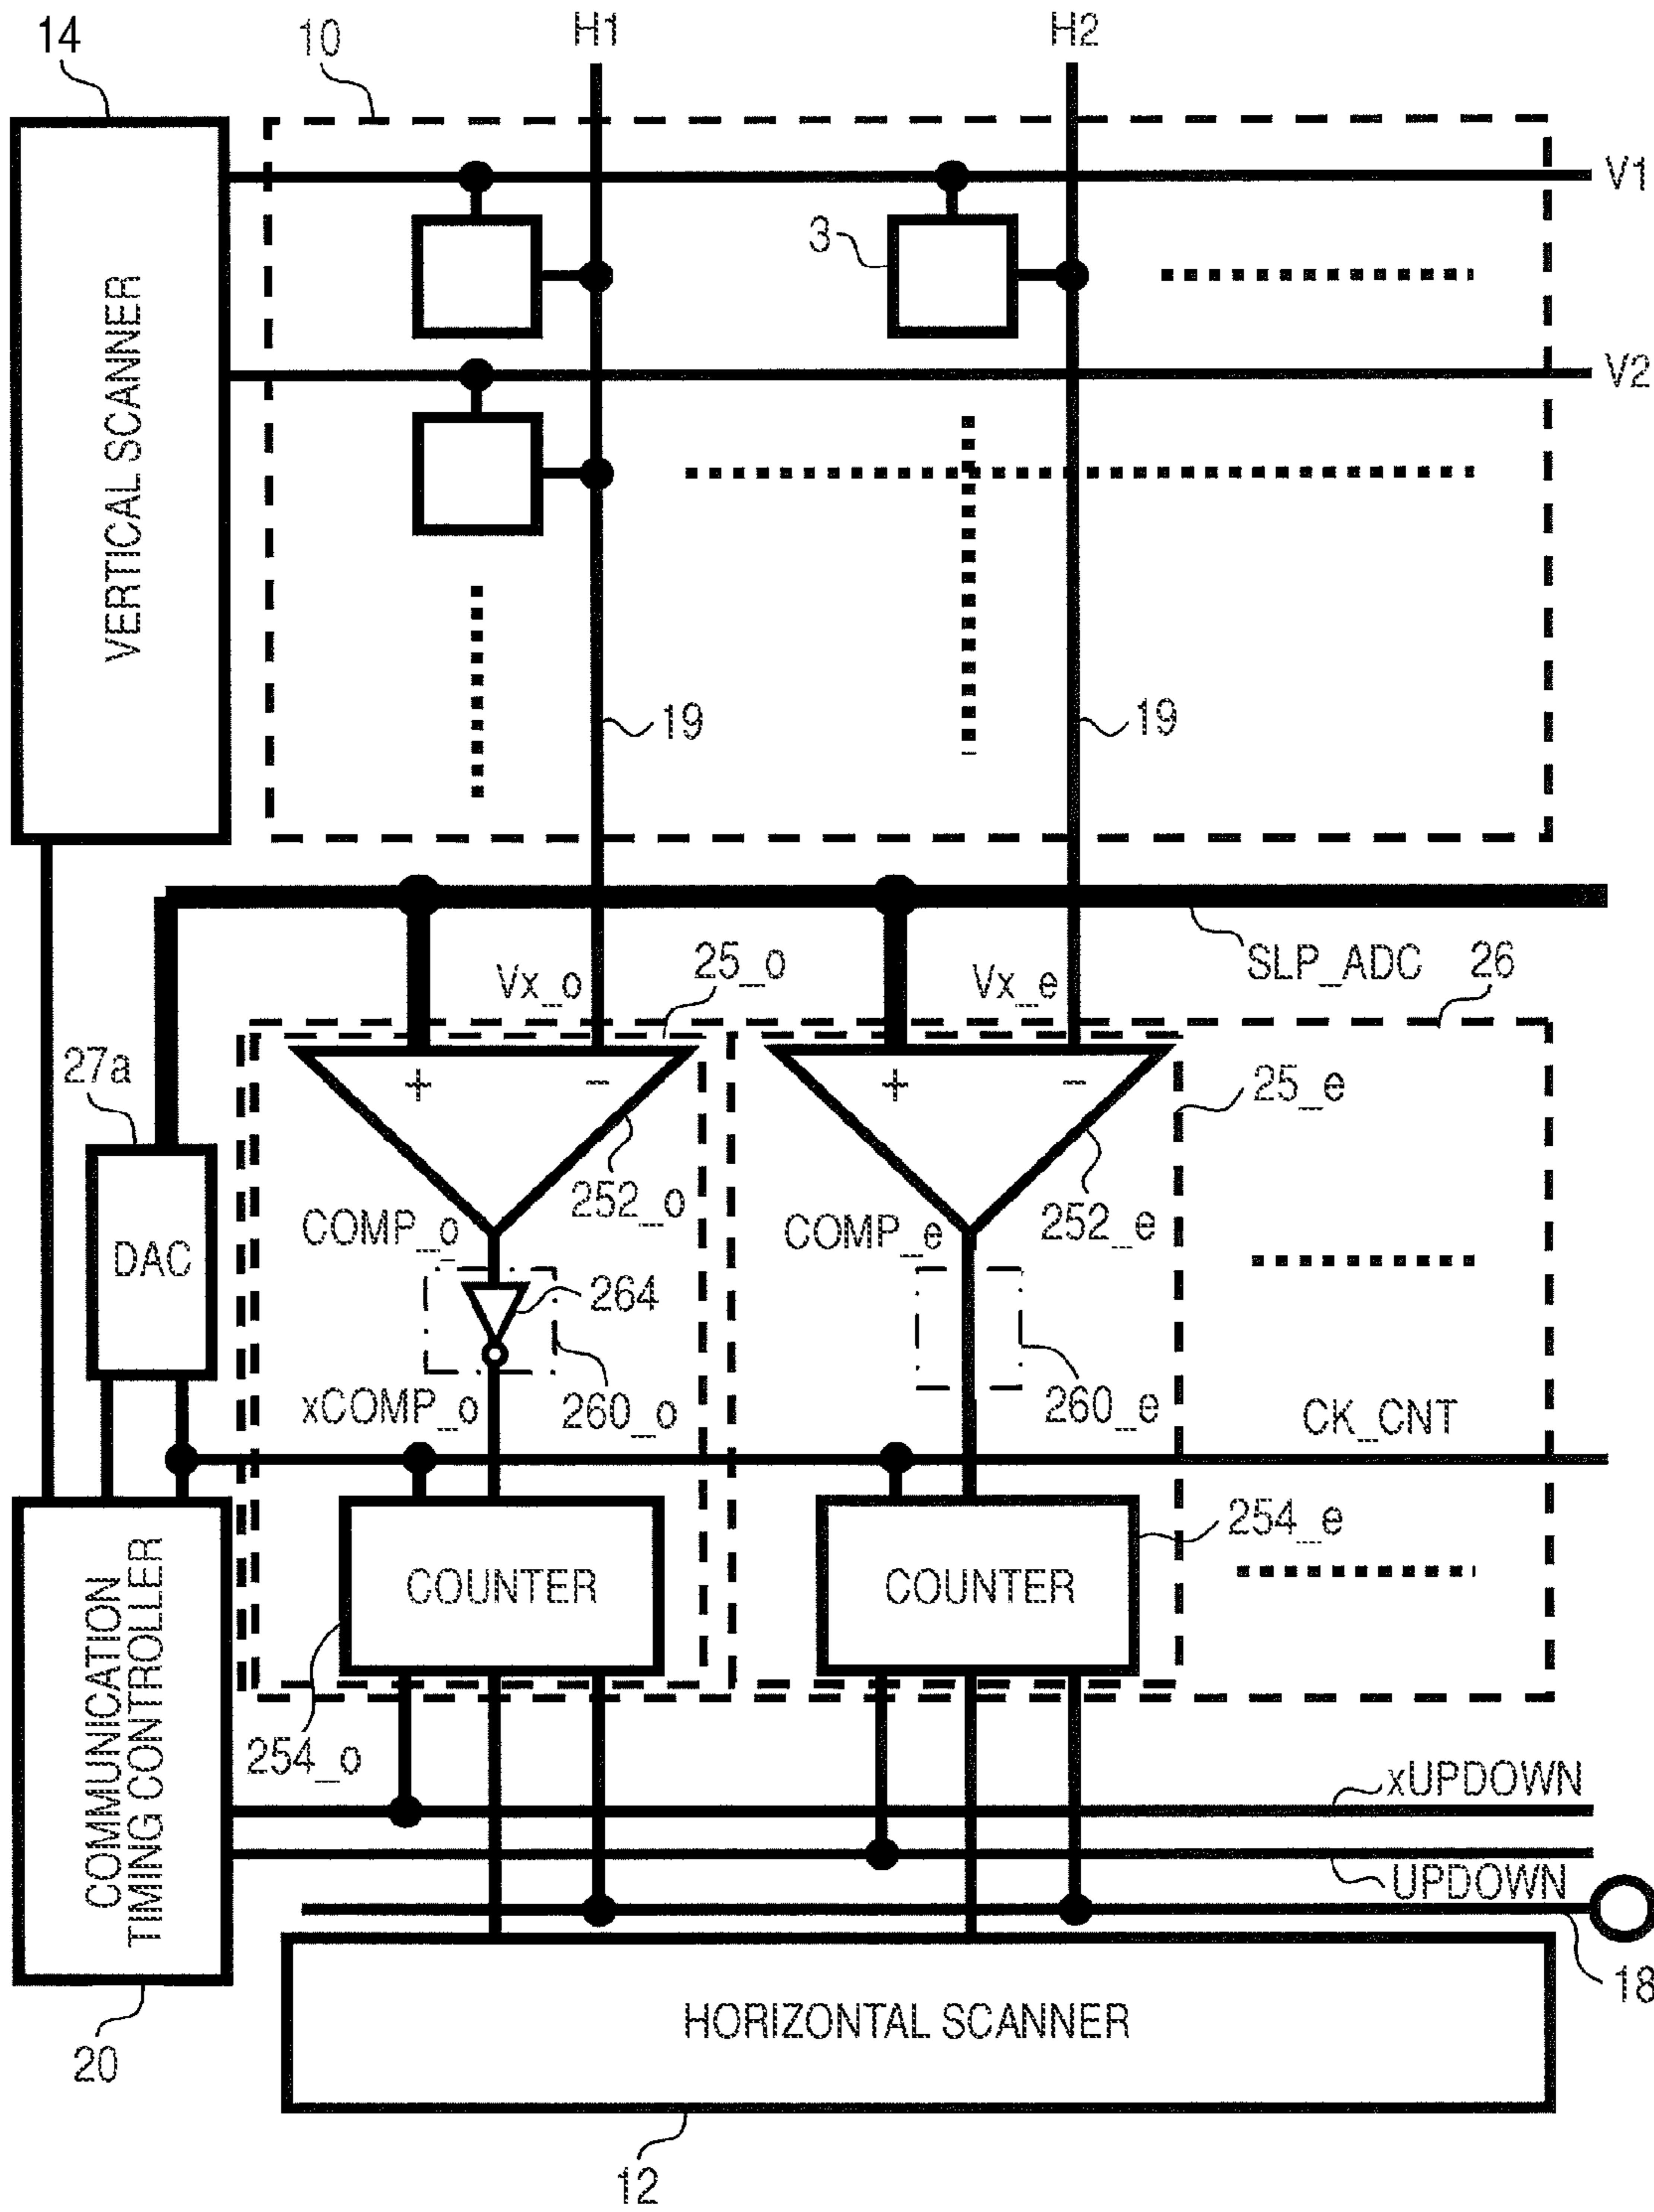 14
10
H1
H2
V1
3
V2
VERTICAL SCANNER
19
19
SLP_ADC
26
Vx_o
25_o
Vx_e
27a
+
−
+
−
25_e
252_o
252_e
COMP_o
COMP_e
DAC
264
xCOMP_o
260_o
260_e
CK_CNT
254_e
COUNTER
COUNTER
COMMUNICATION
TIMING CONTROLLER
254_o
xUPDOWN
UPDOWN
18
HORIZONTAL SCANNER
20
12